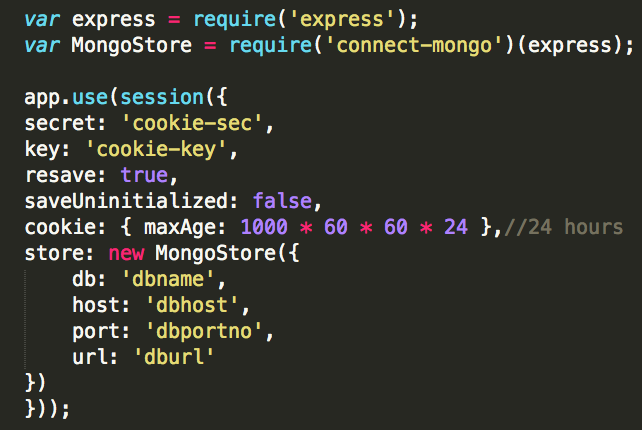 var express = require('express');
var MongoStore = require('connect-mongo')(express);
app.use(session({
secret: 'cookie-sec',
key: 'cookie-key',
resave: true,
saveUninitialized: false,
cookie: { maxAge: 1000 * 60 * 60 * 24 },//24 hours
store: new MongoStore({
    db: 'dbname',
    host: 'dbhost',
    port: 'dbportno',
    url: 'dburl'
})
}));